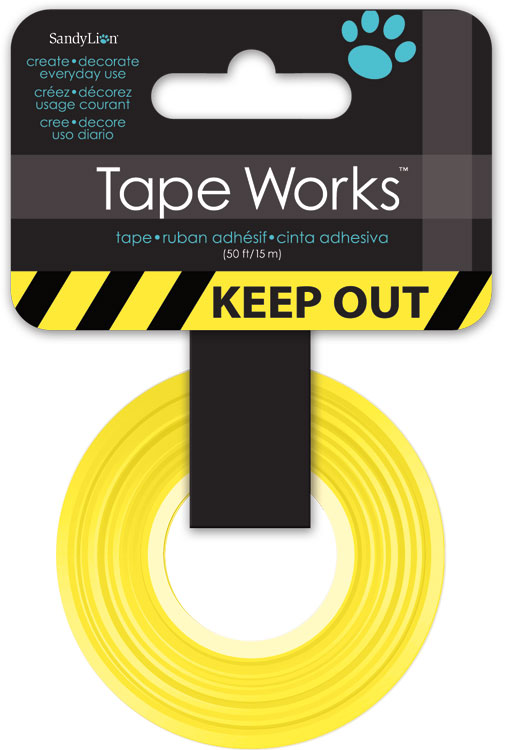 SandyLion
create•decorate
everyday use
créez•décorez
usage courant
cree•decore
uso diario
Tape Works™
tape•ruban adhésif•cinta adhesiva
(50 ft/15 m)
KEEP OUT